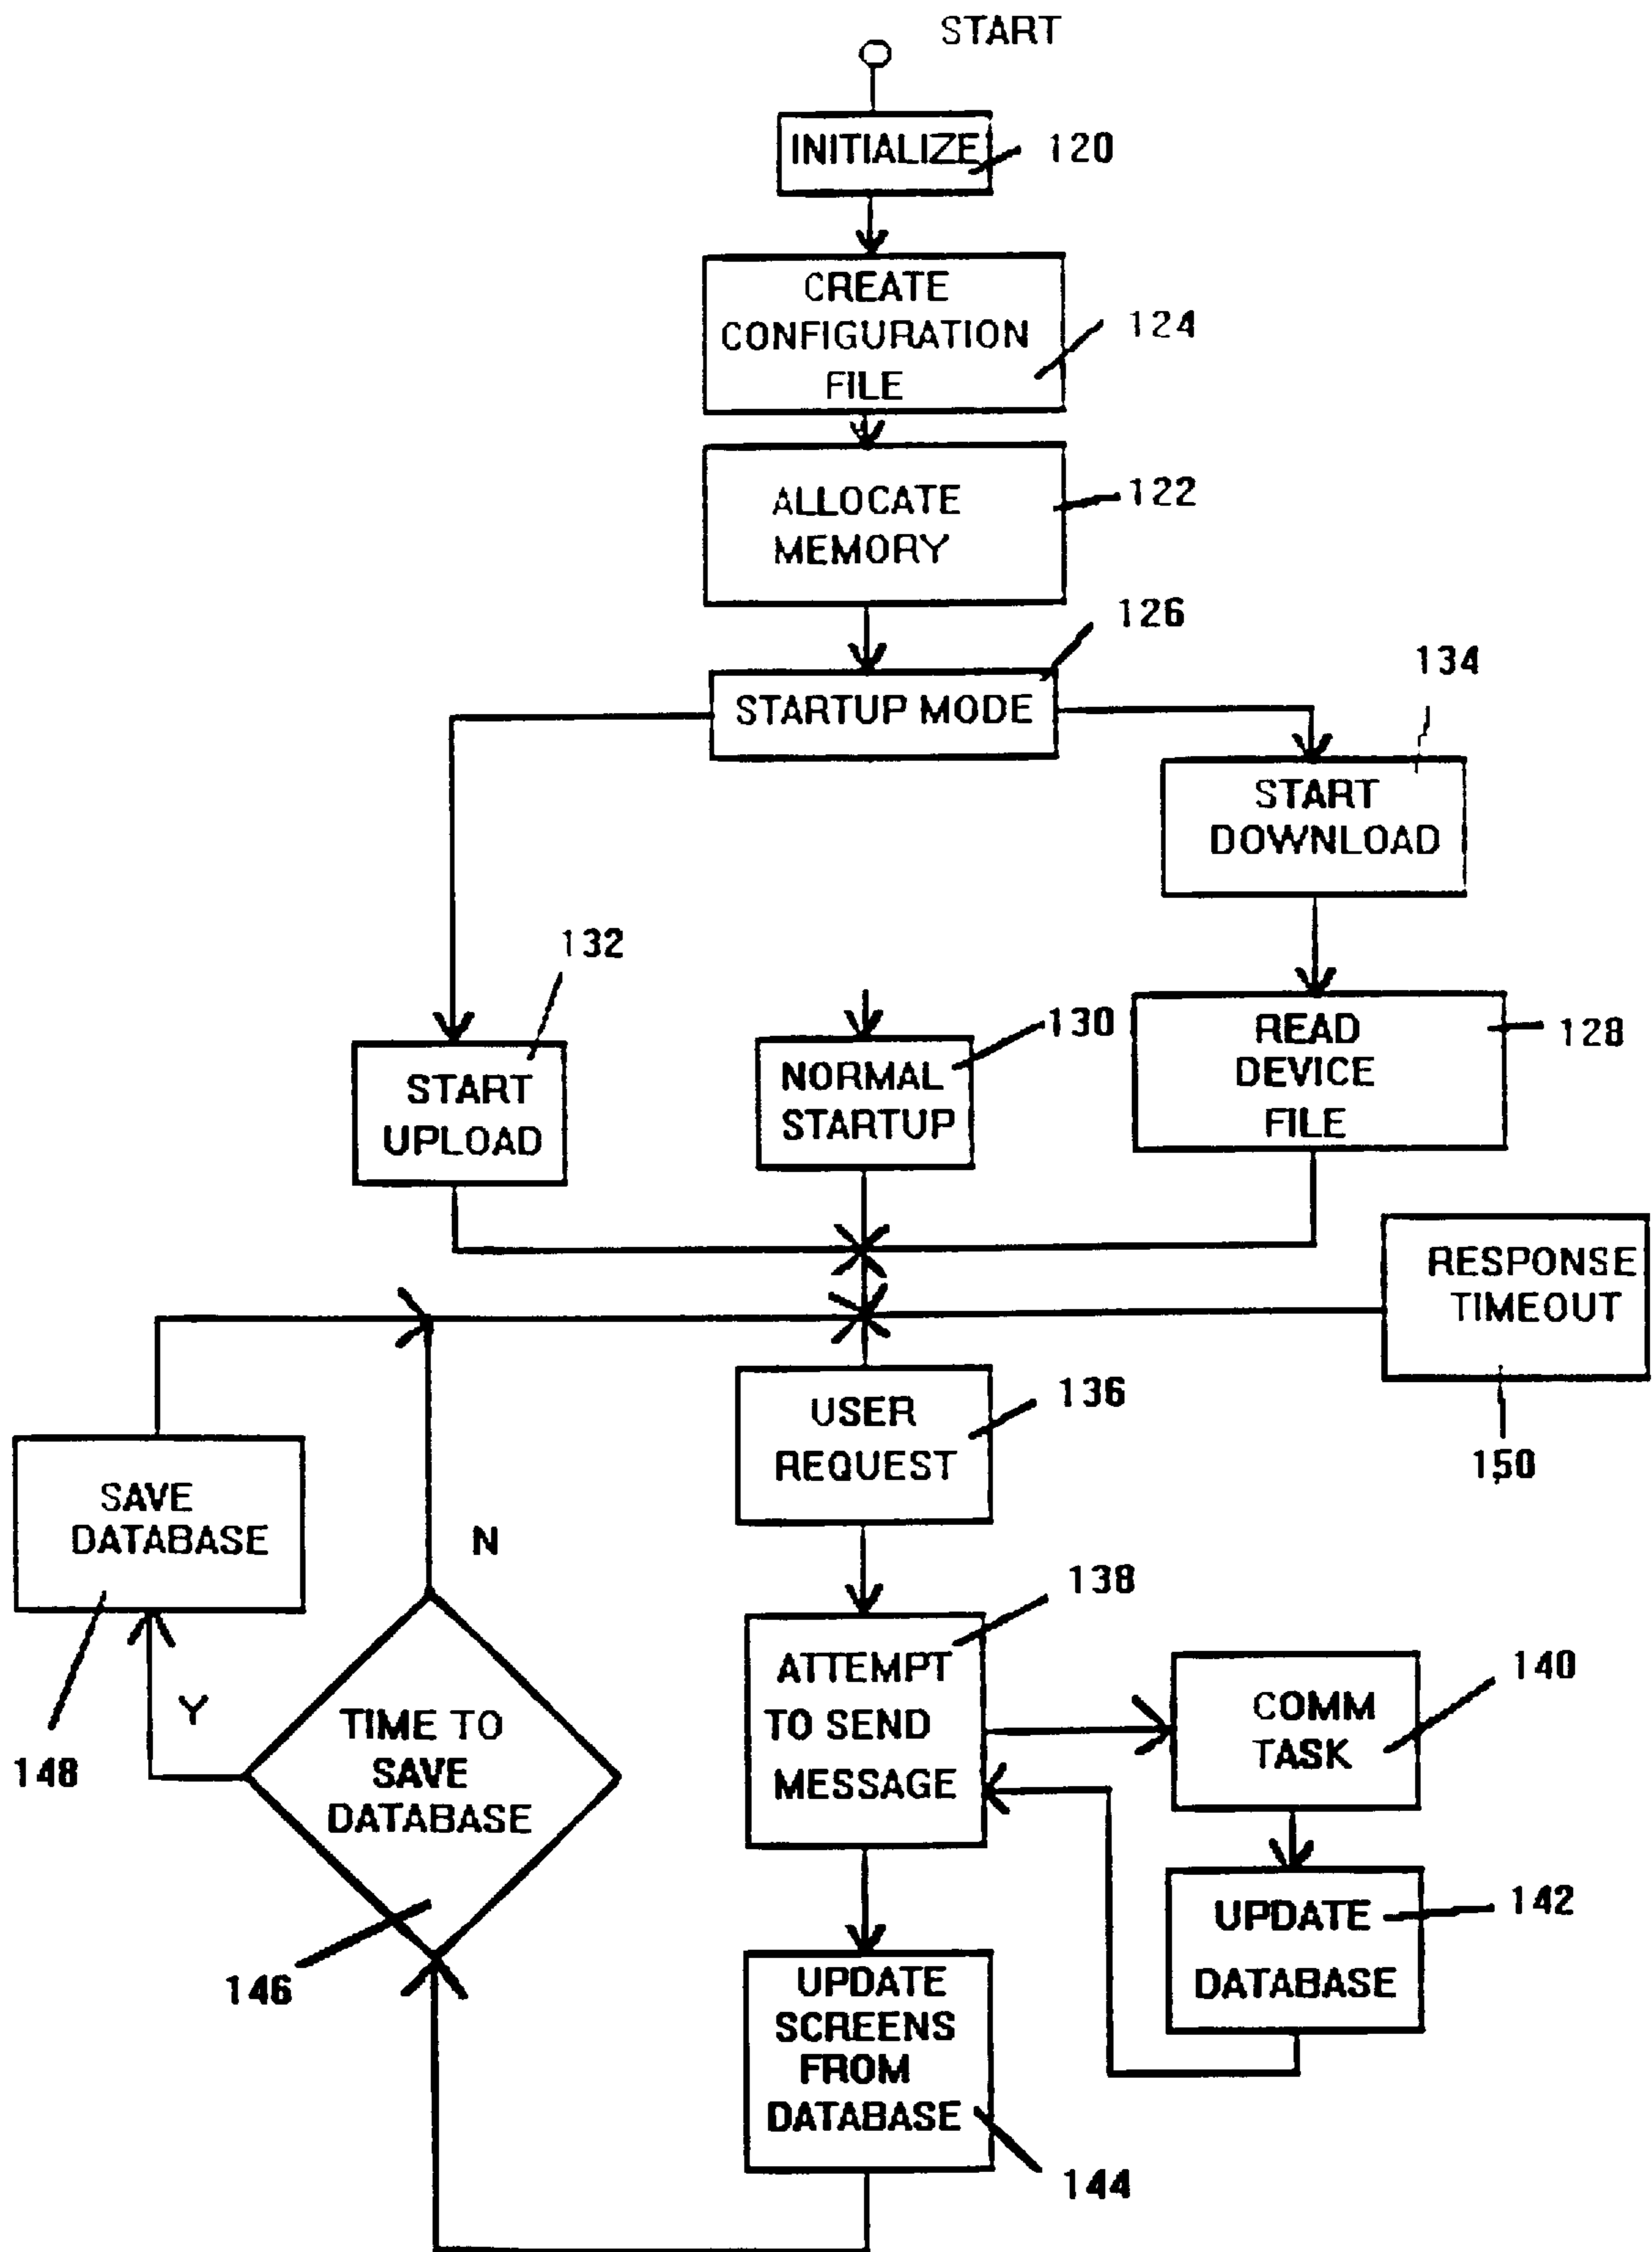 START
INITIALIZE
120
CREATE
CONFIGURATION
FILE
124
ALLOCATE
MEMORY
122
126
STARTUP MODE
134
START
DOWNLOAD
132
START
UPLOAD
130
NORMAL
STARTUP
READ
DEVICE
FILE
128
RESPONSE
TIMEOUT
150
USER
REQUEST
136
SAVE
DATABASE
148
N
Y
TIME TO
SAVE
DATABASE
146
138
ATTEMPT
TO SEND
MESSAGE
COMM
TASK
140
UPDATE
DATABASE
142
UPDATE
SCREENS
FROM
DATABASE
144